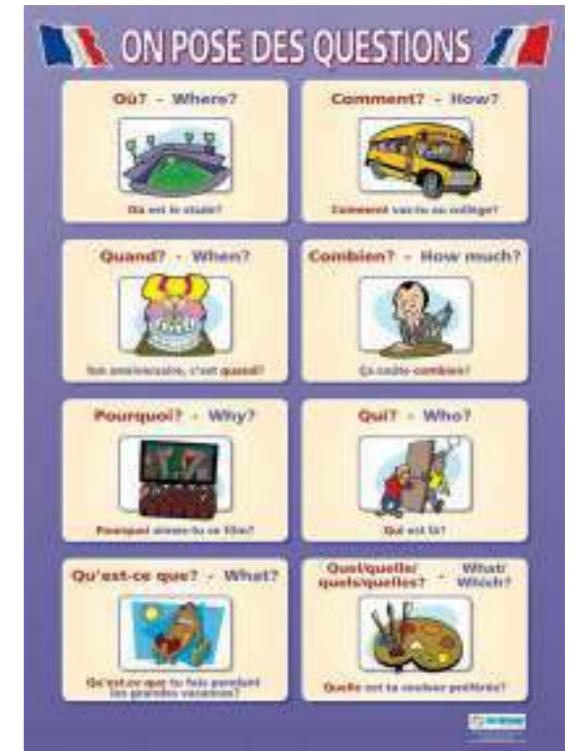 ON POSE DES QUESTIONS
Où? - Where?
Où est le stade?
Comment? - How?
Comment vas-tu au collège?
Quand? - When?
Ton anniversaire, c'est quand?
Combien? - How much?
Ça coûte combien?
Pourquoi? - Why?
Pourquoi aimes-tu ce film?
Qui? - Who?
Qui est là?
Qu'est-ce que? - What?
Qu'est-ce que tu fais pendant
les grandes vacances?
Quel/quelle/ - What/
quels/quelles? Which?
Quelle est ta couleur préférée?